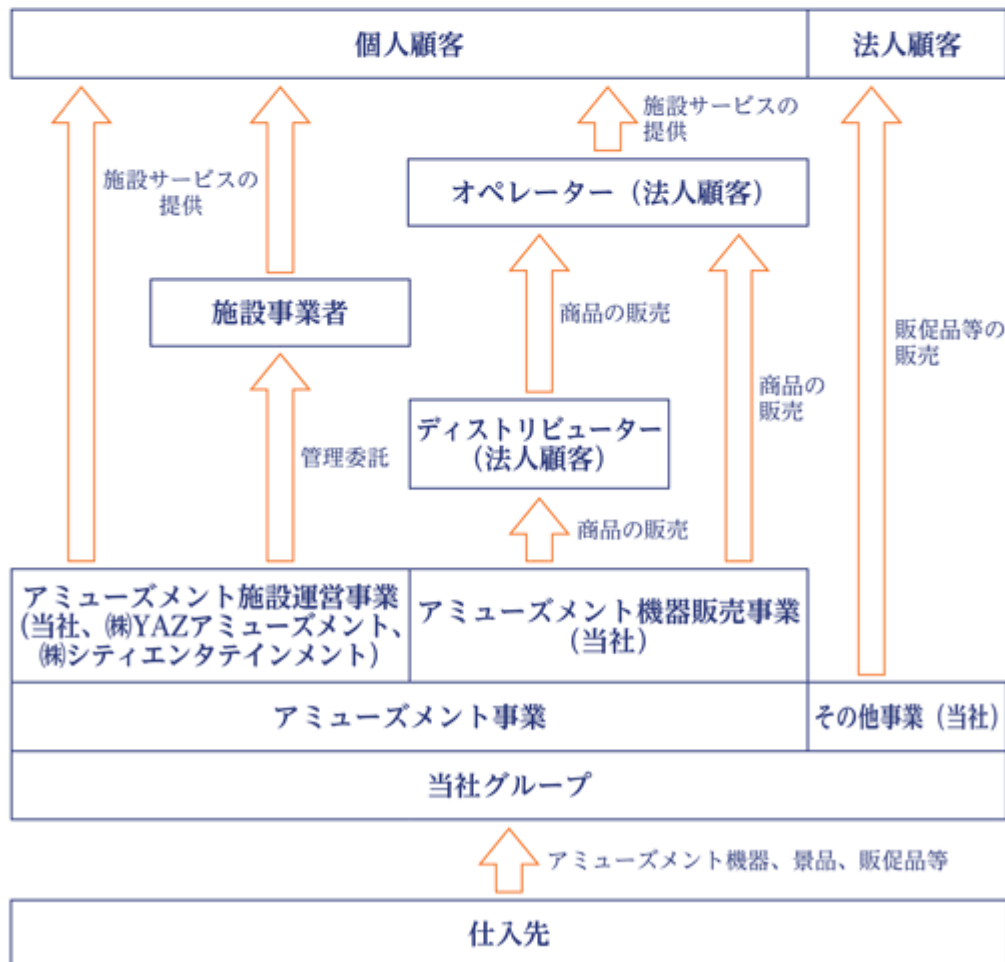 個人顧客
法人顧客
施設サービスの
提供
施設サービスの
提供
オペレーター（法人顧客）
施設事業者
商品の販売
販促品等の
販売
商品の
販売
ディストリビューター
（法人顧客）
管理委託
商品の販売
アミューズメント施設運営事業
(当社、㈱YAZアミューズメント、
㈱シティエンタテインメント）
アミューズメント機器販売事業
(当社）
アミューズメント事業
その他事業（当社）
当社グループ
アミューズメント機器、景品、販促品等
仕入先